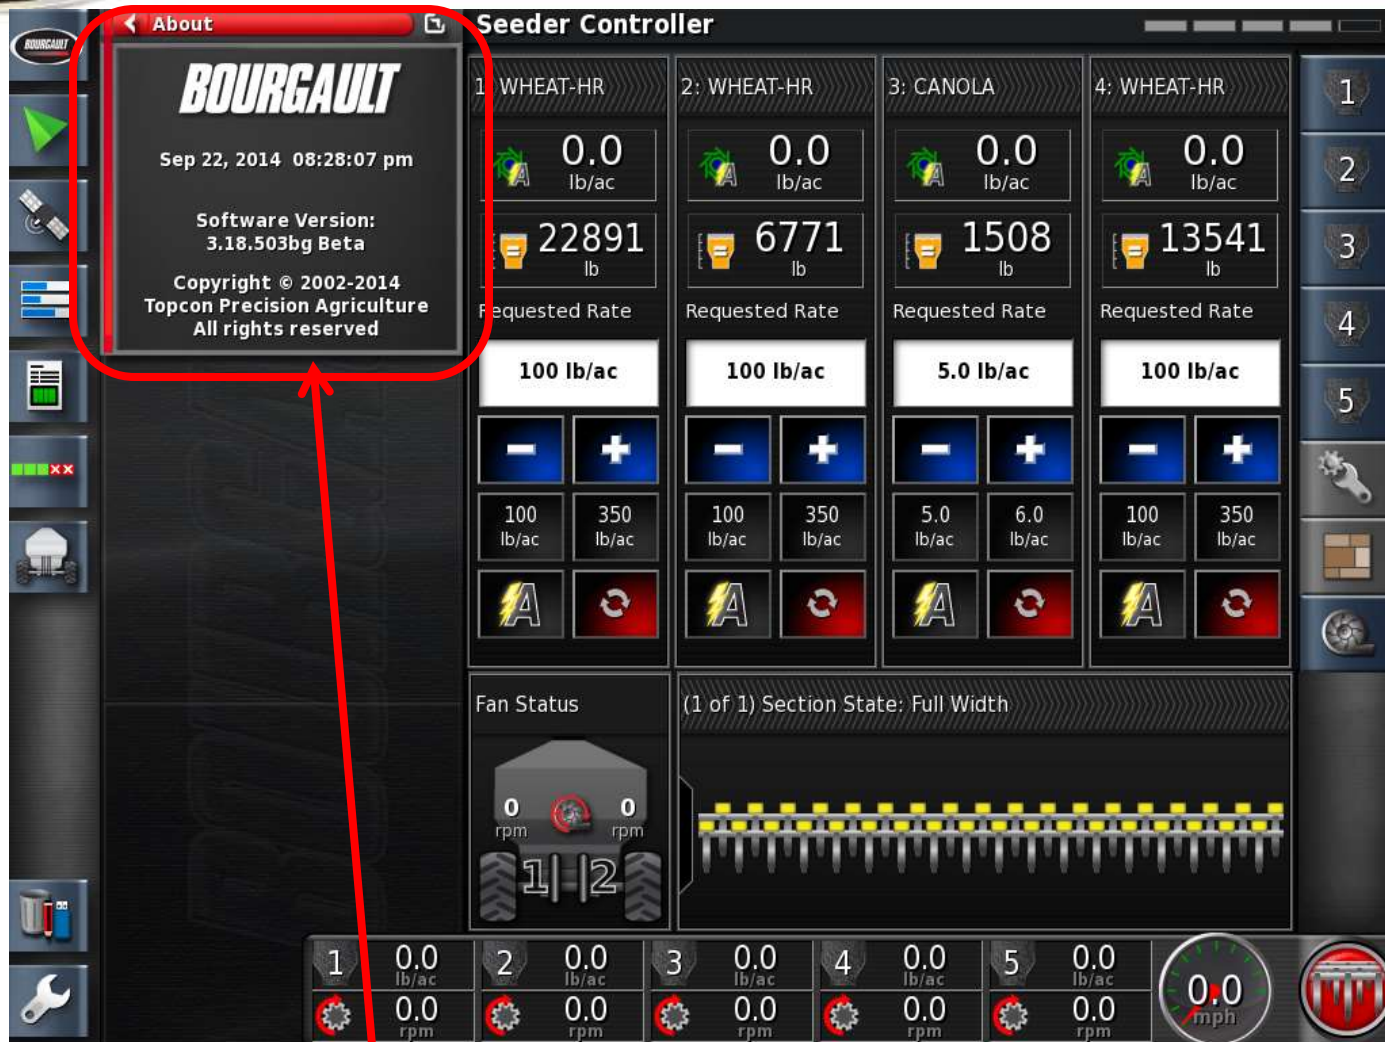 BOURGAULT
About
BOURGAULT
Sep 22, 2014  08:28:07 pm
Software Version:
3.18.503bg Beta
Copyright © 2002-2014
Topcon Precision Agriculture
All rights reserved
Seeder Controller
1: WHEAT-HR
0.0
lb/ac
22891
lb
Requested Rate
100 lb/ac
100
lb/ac
350
lb/ac
2: WHEAT-HR
0.0
lb/ac
6771
lb
Requested Rate
100 lb/ac
100
lb/ac
350
lb/ac
3: CANOLA
0.0
lb/ac
1508
lb
Requested Rate
5.0 lb/ac
5.0
lb/ac
6.0
lb/ac
4: WHEAT-HR
0.0
lb/ac
13541
lb
Requested Rate
100 lb/ac
100
lb/ac
350
lb/ac
1
2
3
4
5
Fan Status
0
rpm
0
rpm
1 2
(1 of 1) Section State: Full Width
1 0.0 lb/ac
0.0 rpm
2 0.0 lb/ac
0.0 rpm
3 0.0 lb/ac
0.0 rpm
4 0.0 lb/ac
0.0 rpm
5 0.0 lb/ac
0.0 rpm
0.0
mph